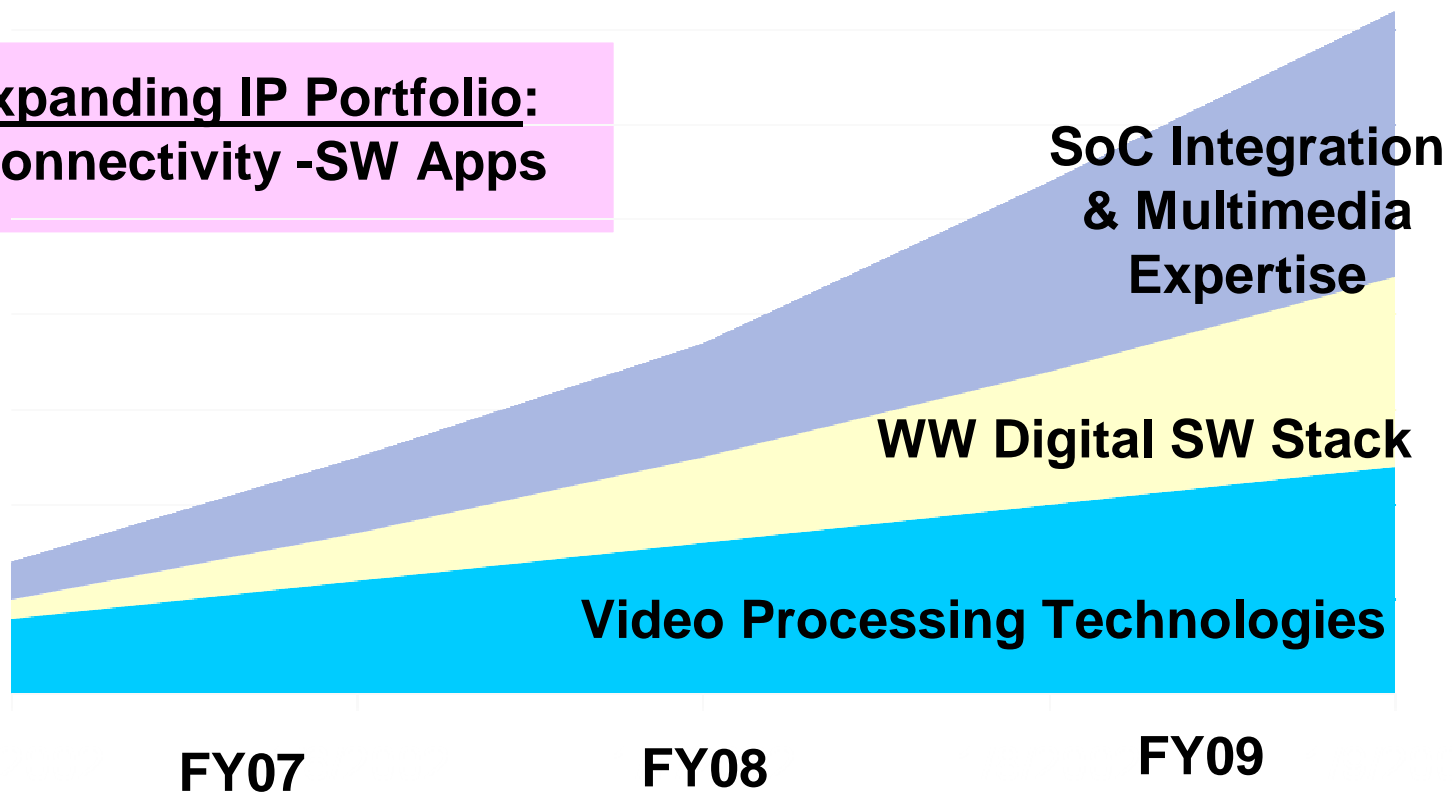 xpanding IP Portfolio:
onnectivity -SW Apps
SoC Integration
& Multimedia
Expertise
WW Digital SW Stack
Video Processing Technologies
FY07
FY08
FY09